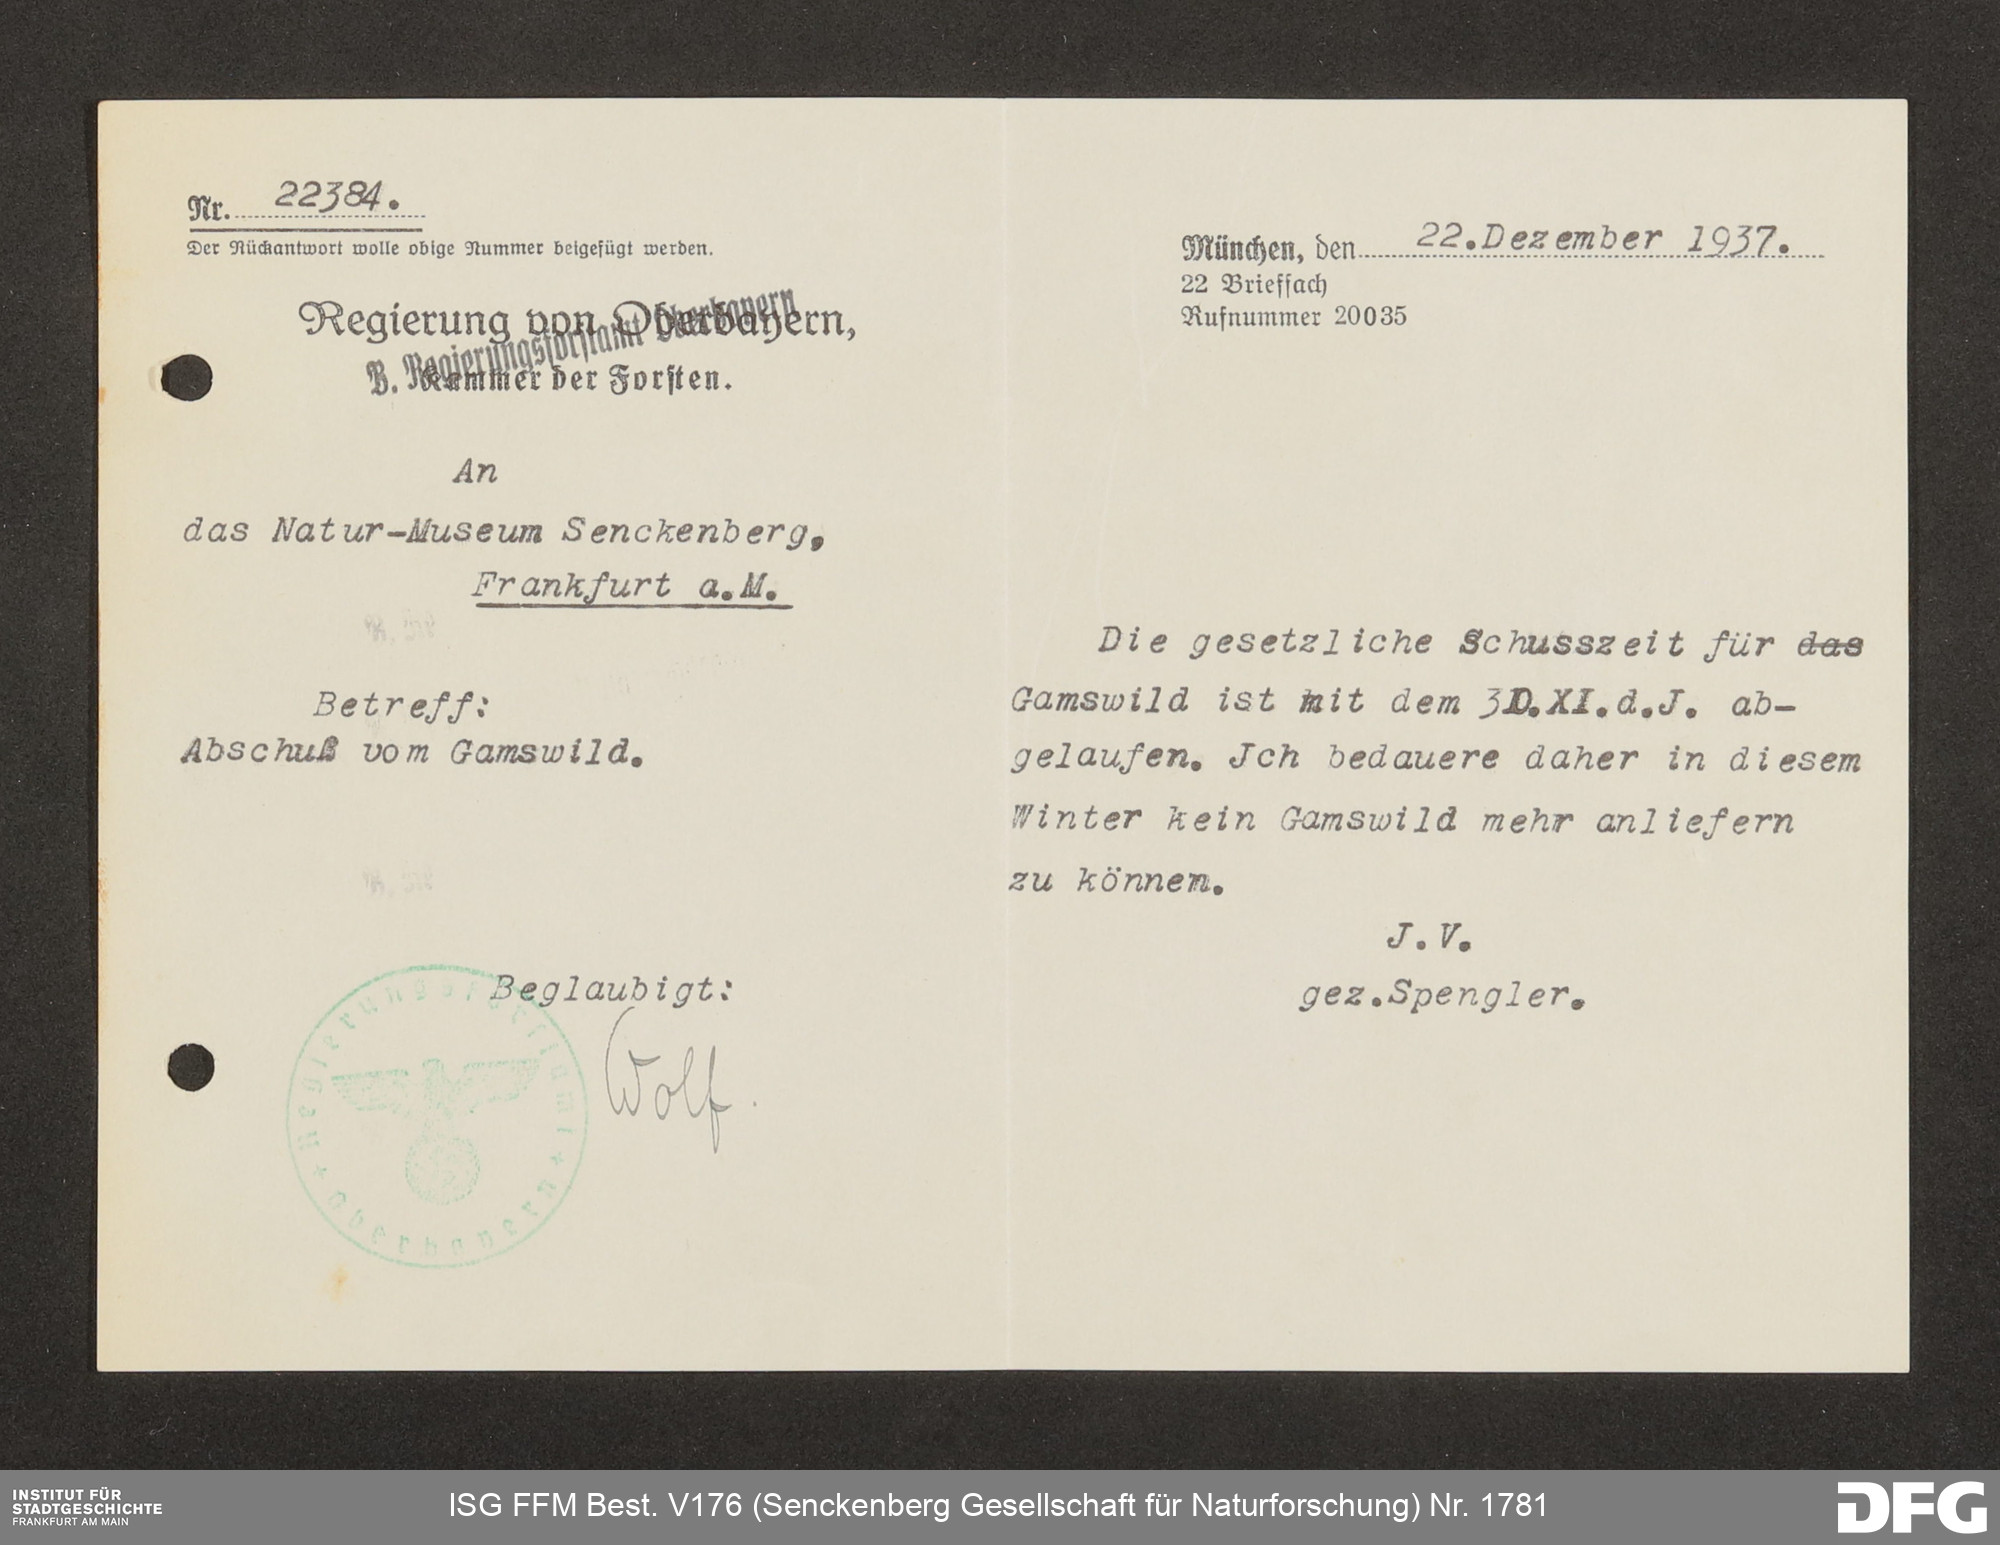 Nr. 22384.
Der Rückantwort wolle obige Nummer beigefügt werden.
Regierung von Oberbayern,
B. Regierungsforstamt Oberbayern
Kammer der Forsten.
An
das Natur-Museum Senckenberg,
Frankfurt a.M.
Betreff:
Abschuß vom Gamswild.
Beglaubigt:
Wolf.
Regierungsforstamt
Oberbayern
München, den 22.Dezember 1937.
22 Brieffach
Rufnummer 20035
Die gesetzliche Schusszeit für das
Gamswild ist mit dem 30.XI.d.J. ab-
gelaufen. Jch bedauere daher in diesem
Winter kein Gamswild mehr anliefern
zu können.
J.V.
gez.Spengler.
INSTITUT FÜR
STADTGESCHICHTE
FRANKFURT AM MAIN
ISG FFM Best. V176 (Senckenberg Gesellschaft für Naturforschung) Nr. 1781
DFG